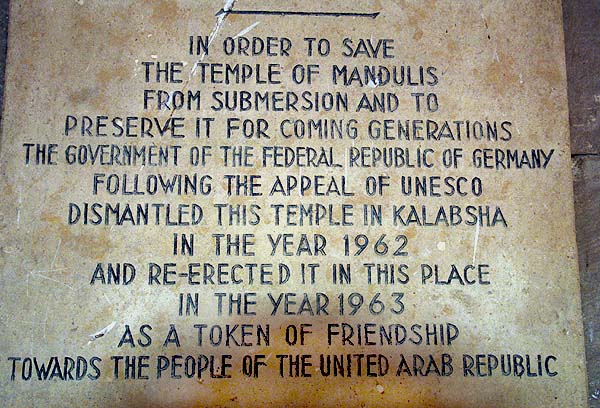 IN ORDER TO SAVE
THE TEMPLE OF MANDULIS
FROM SUBMERSION AND TO
PRESERVE IT FOR COMING GENERATIONS
THE GOVERNMENT OF THE FEDERAL REPUBLIC OF GERMANY
FOLLOWING THE APPEAL OF UNESCO
DISMANTLED THIS TEMPLE IN KALABSHA
IN THE YEAR 1962
AND RE-ERECTED IT IN THIS PLACE
IN THE YEAR 1963
AS A TOKEN OF FRIENDSHIP
TOWARDS THE PEOPLE OF THE UNITED ARAB REPUBLIC